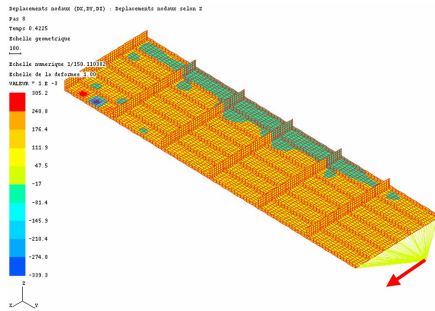 Deplacements nodaux (DX,DY,DZ) : Deplacements nodaux selon Z
Pas 8
Temps 0.4225
Echelle geometrique
100.
Echelle numerique 1/150.110382
Echelle de la deformee 1.00
VALEUR * 1.E -3
305.2
240.8
176.4
111.9
47.5
-17
-81.4
-145.9
-210.4
-274.8
-339.3
Z
X
Y